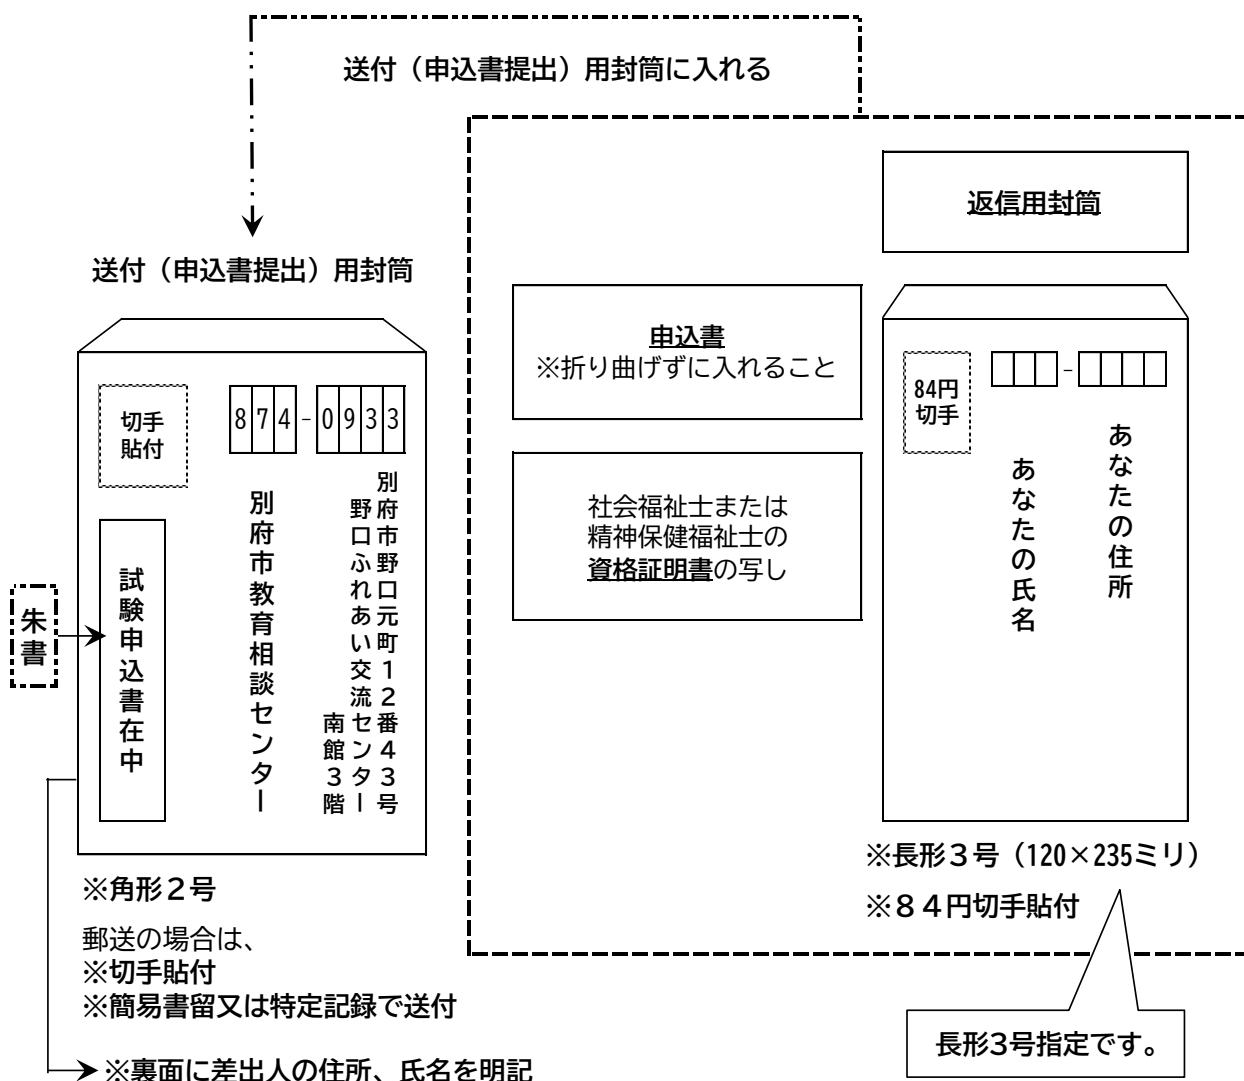 送付（申込書提出）用封筒に入れる
返信用封筒
送付（申込書提出）用封筒
申込書
※折り曲げずに入れること
社会福祉士または
精神保健福祉士の
資格証明書の写し
切手
貼付
874-0933
別府市野口元町１２番４３号
野口ふれあい交流センター
南館３階
別府市教育相談センター
試験申込書在中
朱書
84円
切手
-
あなたの住所
あなたの氏名
※角形２号
郵送の場合は、
※切手貼付
※簡易書留又は特定記録で送付
※裏面に差出人の住所、氏名を明記
※長形３号（120×235ミリ）
※８４円切手貼付
長形3号指定です。